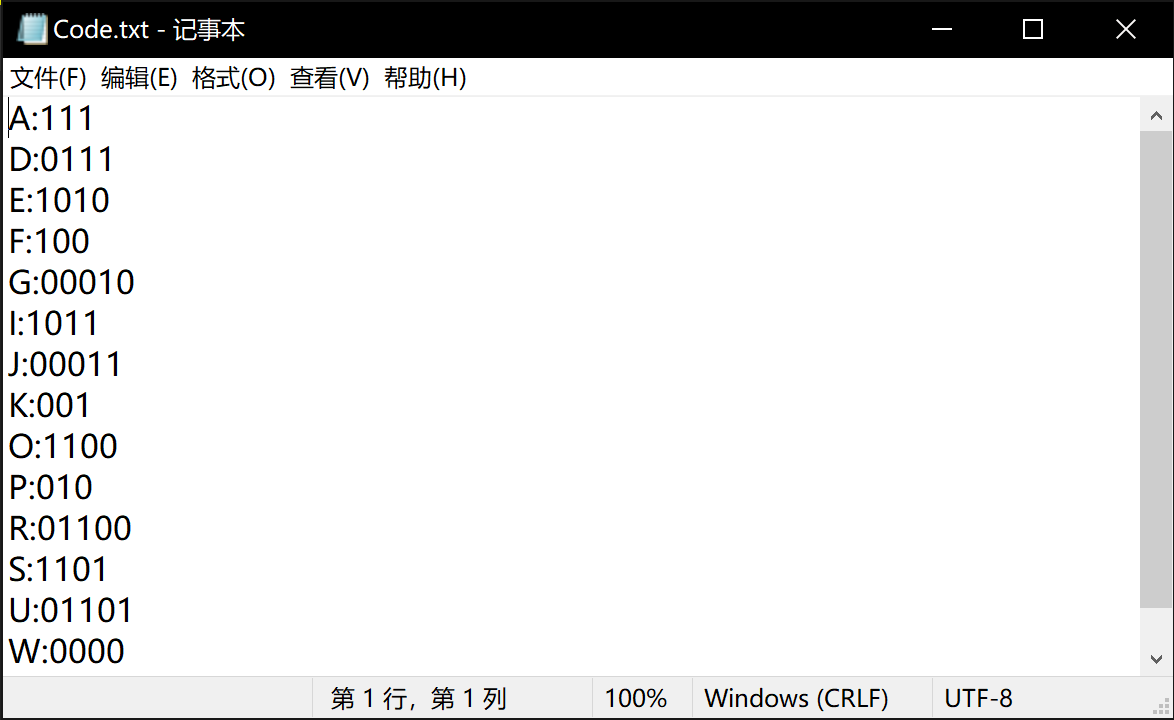 Code.txt - 记事本
文件(F) 编辑(E) 格式(O) 查看(V) 帮助(H)
A:111
D:0111
E:1010
F:100
G:00010
I:1011
J:00011
K:001
O:1100
P:010
R:01100
S:1101
U:01101
W:0000
第 1 行，第 1 列 100% Windows (CRLF) UTF-8